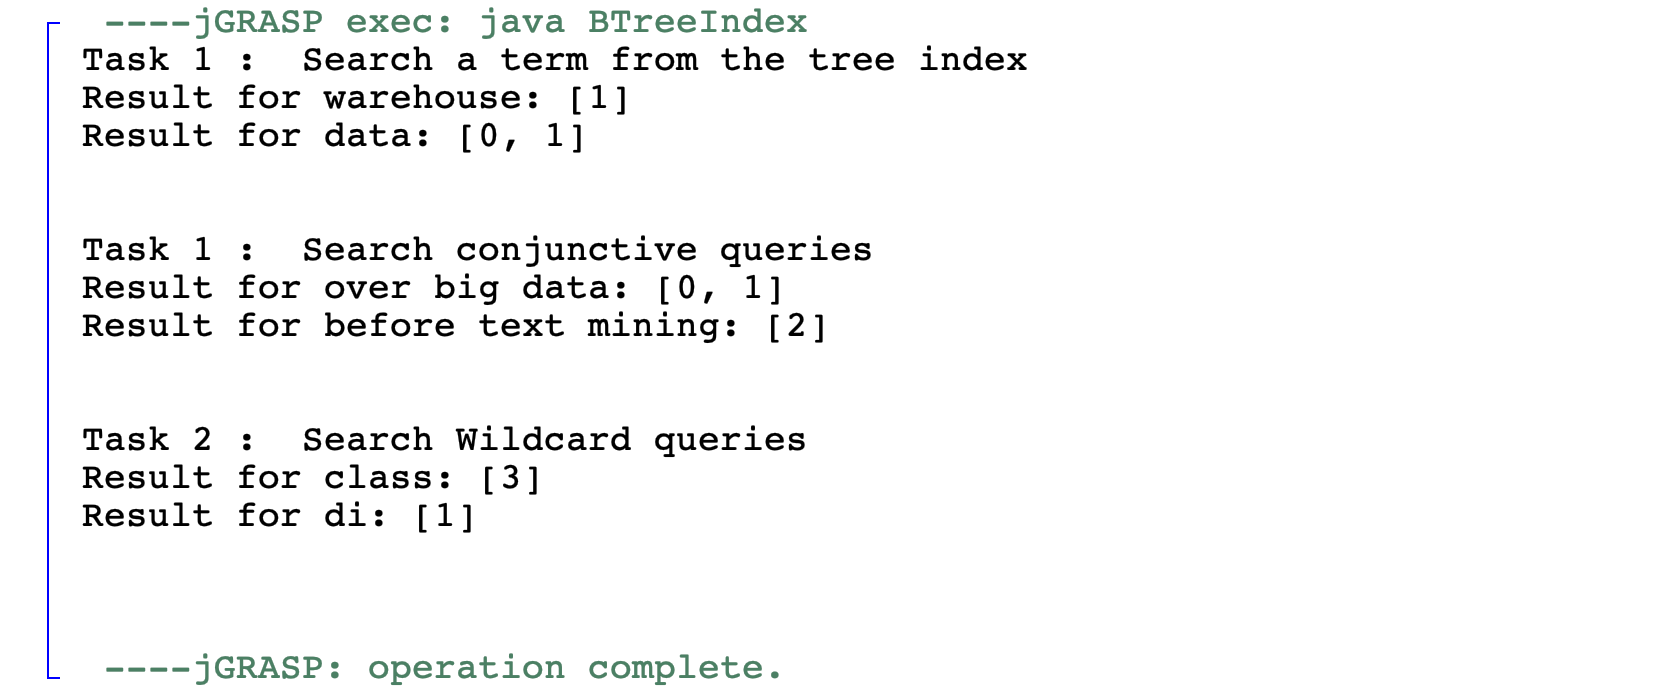 ----jGRASP exec: java BTreeIndex
Task 1 :  Search a term from the tree index
Result for warehouse: [1]
Result for data: [0, 1]
Task 1 :  Search conjunctive queries
Result for over big data: [0, 1]
Result for before text mining: [2]
Task 2 :  Search Wildcard queries
Result for class: [3]
Result for di: [1]
----jGRASP: operation complete.